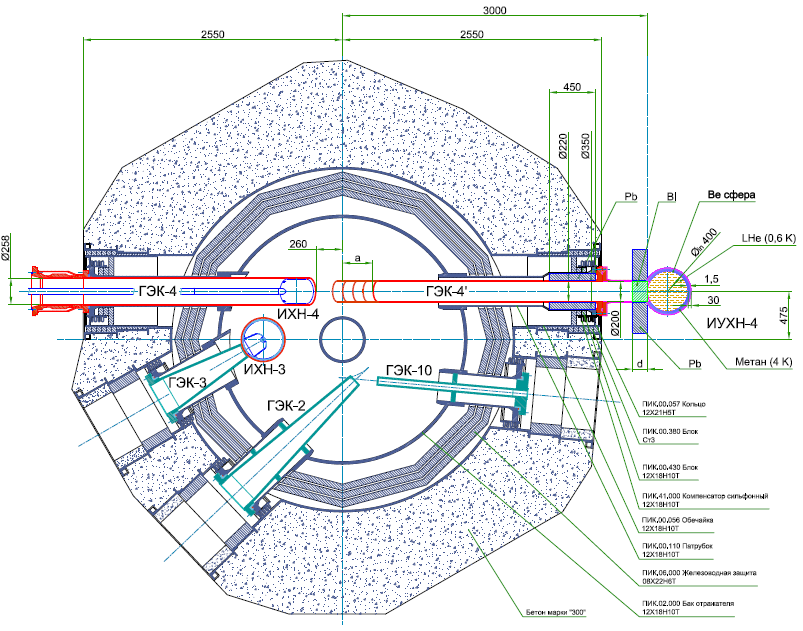 3000
2550
2550
450
Ø220
Ø350
Pb
Bi
Ве сфера
Ø258
260
a
Øin 400
LHe (0,6 K)
ГЭК-4
ГЭК-4'
1,5
ИХН-4
30
Ø200
ИУХН-4
475
ИХН-3
ГЭК-3
ГЭК-10
d
Pb
Метан (4 K)
ГЭК-2
ПИК.00.057 Кольцо
12Х21Н5Т
ПИК.00.380 Блок
Ст3
ПИК.00.430 Блок
12Х18Н10Т
ПИК.41.000 Компенсатор сильфонный
12Х18Н10Т
ПИК.00.056 Обечайка
12Х18Н10Т
ПИК.00.110 Патрубок
12Х18Н10Т
ПИК.06.000 Железоводная защита
08Х22Н6Т
ПИК.02.000 Бак отражателя
12Х18Н10Т
Бетон марки "300"